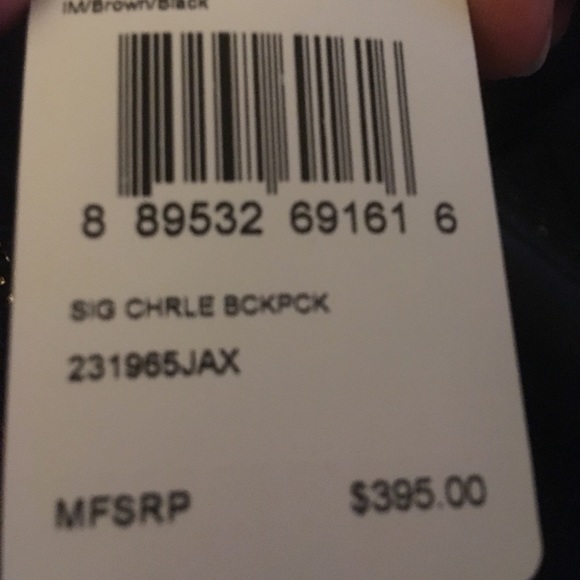 IM/Brown/Black
8 89532 69161 6
SIG CHRLE BCKPCK
231965JAX
MFSRP $395.00